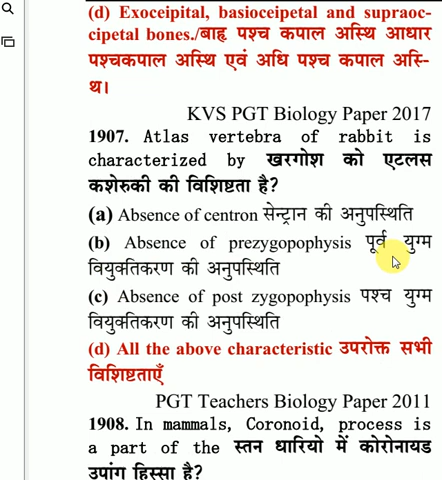 (d) Exoceipital, basioceipetal and supraoc-
cipetal bones./बाह्र पश्च कपाल अस्थि आधार
पश्चकपाल अस्थि एवं अधि पश्च कपाल अस्-
थि।
KVS PGT Biology Paper 2017
1907. Atlas vertebra of rabbit is
characterized by खरगोश को एटलस
कशेरुकी की विशिष्टता है?
(a) Absence of centron सेन्ट्रान की अनुपस्थिति
(b) Absence of prezygopophysis पूर्व युग्म
वियुक्तिकरण की अनुपस्थिति
(c) Absence of post zygopophysis पश्च युग्म
वियुक्तिकरण की अनुपस्थिति
(d) All the above characteristic उपरोक्त सभी
विशिष्टताएँ
PGT Teachers Biology Paper 2011
1908. In mammals, Coronoid, process is
a part of the स्तन धारियो में कोरोनायड
उपांग हिस्सा है?